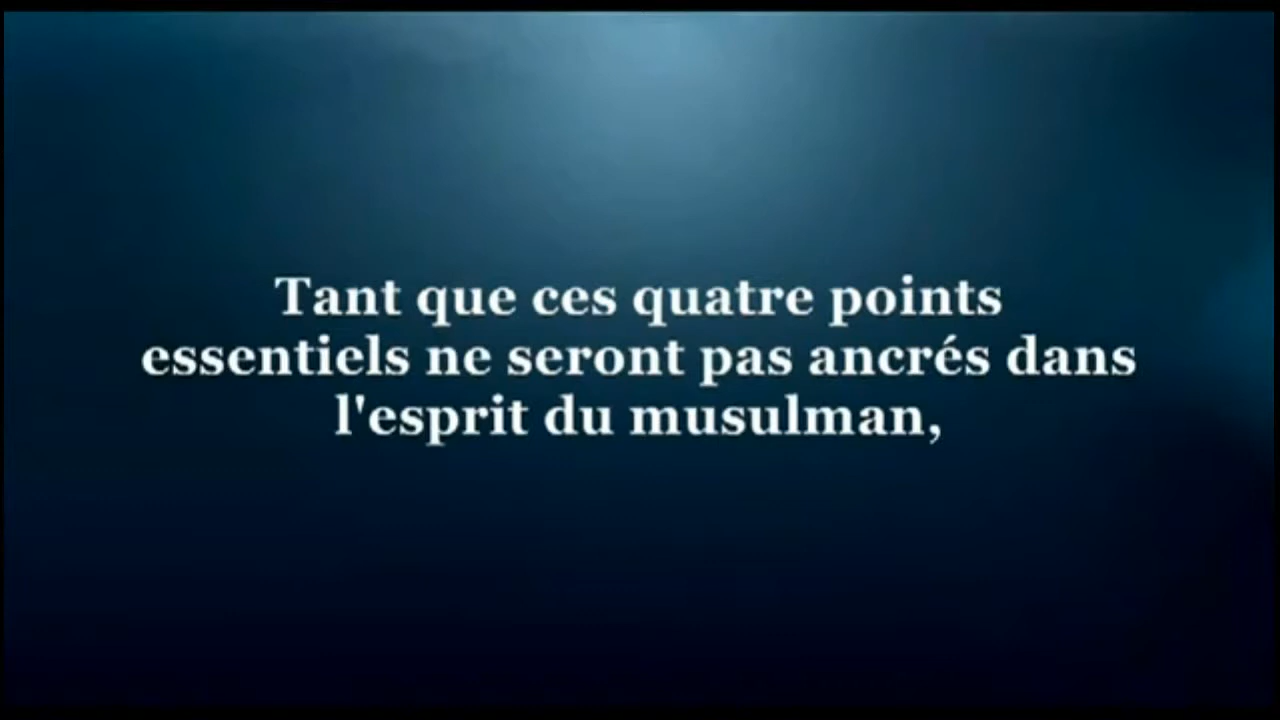 Tant que ces quatre points
essentiels ne seront pas ancrés dans
l'esprit du musulman,